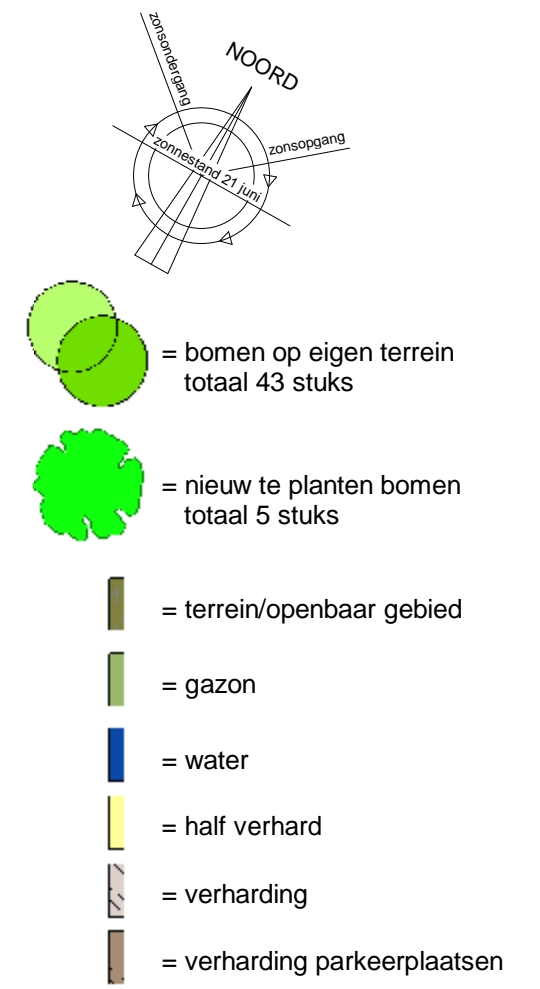 zonsondergang
NOORD
zonsopgang
zonnestand 21 juni
= bomen op eigen terrein
totaal 43 stuks
= nieuw te planten bomen
totaal 5 stuks
= terrein/openbaar gebied
= gazon
= water
= half verhard
= verharding
= verharding parkeerplaatsen